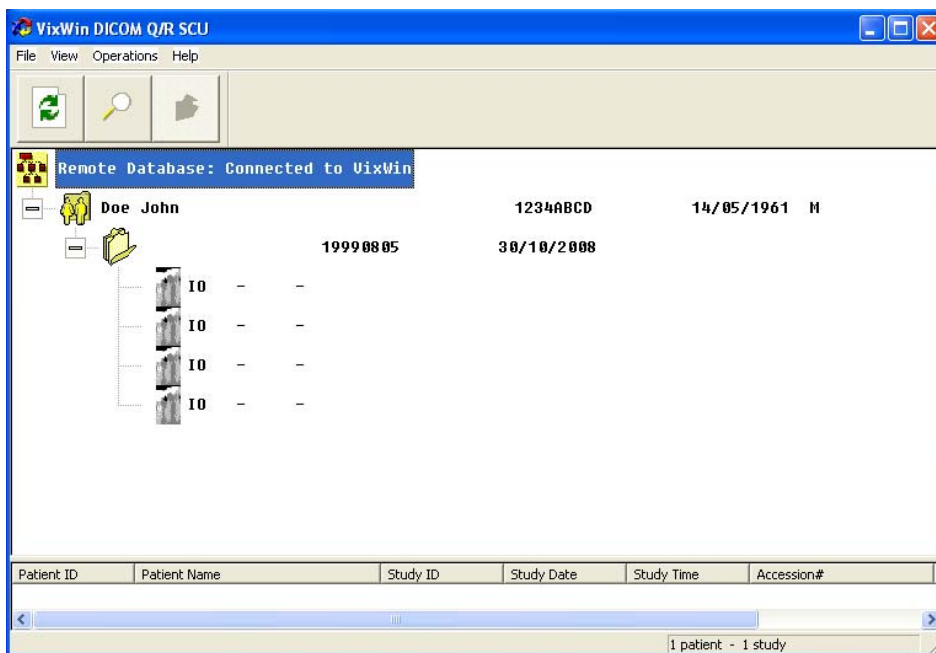 VixWin DICOM Q/R SCU
File View Operations Help
Remote Database: Connected to VixWin
Doe John 1234ABCD 14/05/1961 M
19990805 30/10/2008
IO - -
IO - -
IO - -
IO - -
Patient ID Patient Name Study ID Study Date Study Time Accession#
1 patient - 1 study